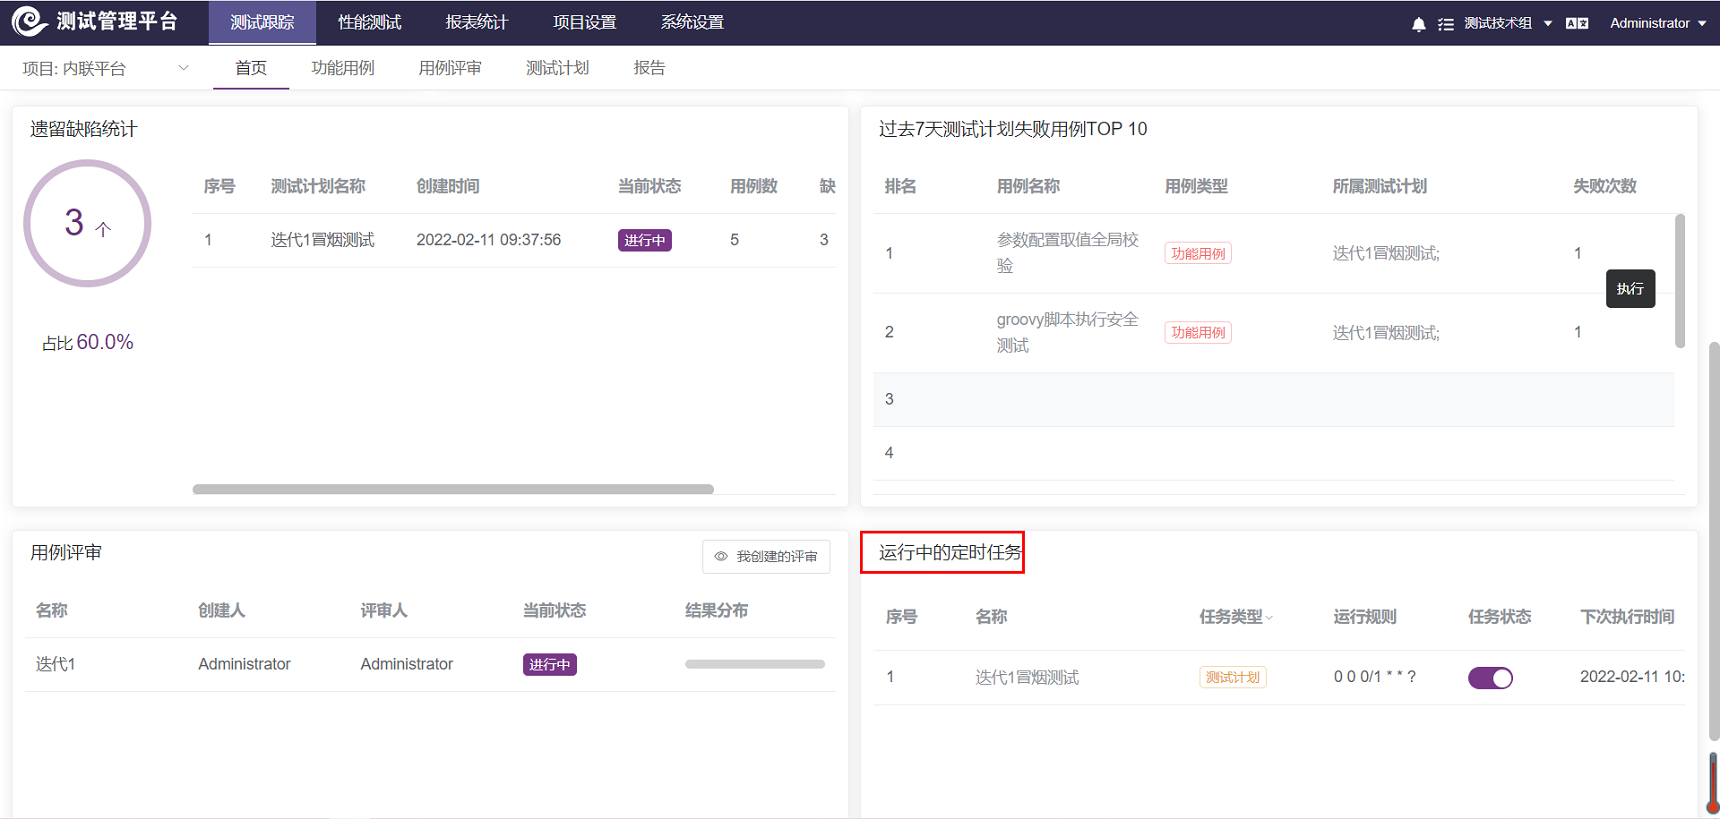 测试管理平台 测试跟踪 性能测试 报表统计 项目设置 系统设置 测试技术组 Administrator
项目: 内联平台 首页 功能用例 用例评审 测试计划 报告
遗留缺陷统计
3 个
占比 60.0%
序号 测试计划名称 创建时间 当前状态 用例数 缺
1 迭代1冒烟测试 2022-02-11 09:37:56 进行中 5 3
过去7天测试计划失败用例TOP 10
排名 用例名称 用例类型 所属测试计划 失败次数
1 参数配置取值全局校 功能用例 迭代1冒烟测试; 1
验
执行
2 groovy脚本执行安全 功能用例 迭代1冒烟测试; 1
测试
3
4
用例评审 我创建的评审
名称 创建人 评审人 当前状态 结果分布
迭代1 Administrator Administrator 进行中
运行中的定时任务
序号 名称 任务类型 运行规则 任务状态 下次执行时间
1 迭代1冒烟测试 测试计划 0 0 0/1 * * ? 2022-02-11 10: